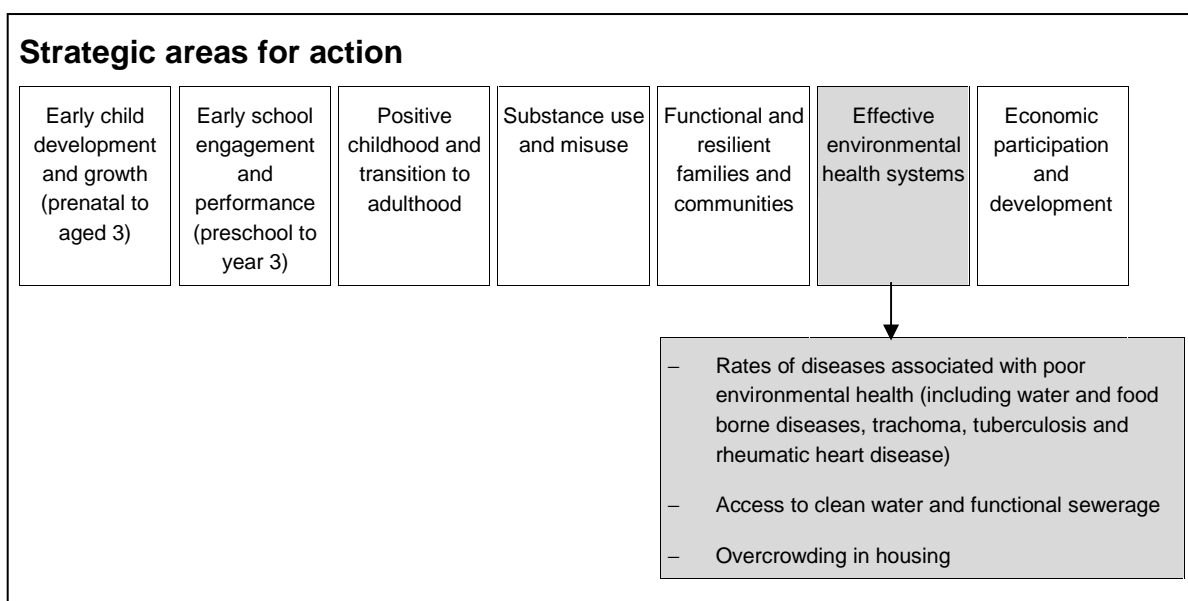 Strategic areas for action
Early child
development
and growth
(prenatal to
aged 3)
Early school
engagement
and
performance
(preschool to
year 3)
Positive
childhood and
transition to
adulthood
Substance use
and misuse
Functional and
resilient
families and
communities
Effective
environmental
health systems
Economic
participation
and
development
– Rates of diseases associated with poor
environmental health (including water and food
borne diseases, trachoma, tuberculosis and
rheumatic heart disease)
– Access to clean water and functional sewerage
– Overcrowding in housing